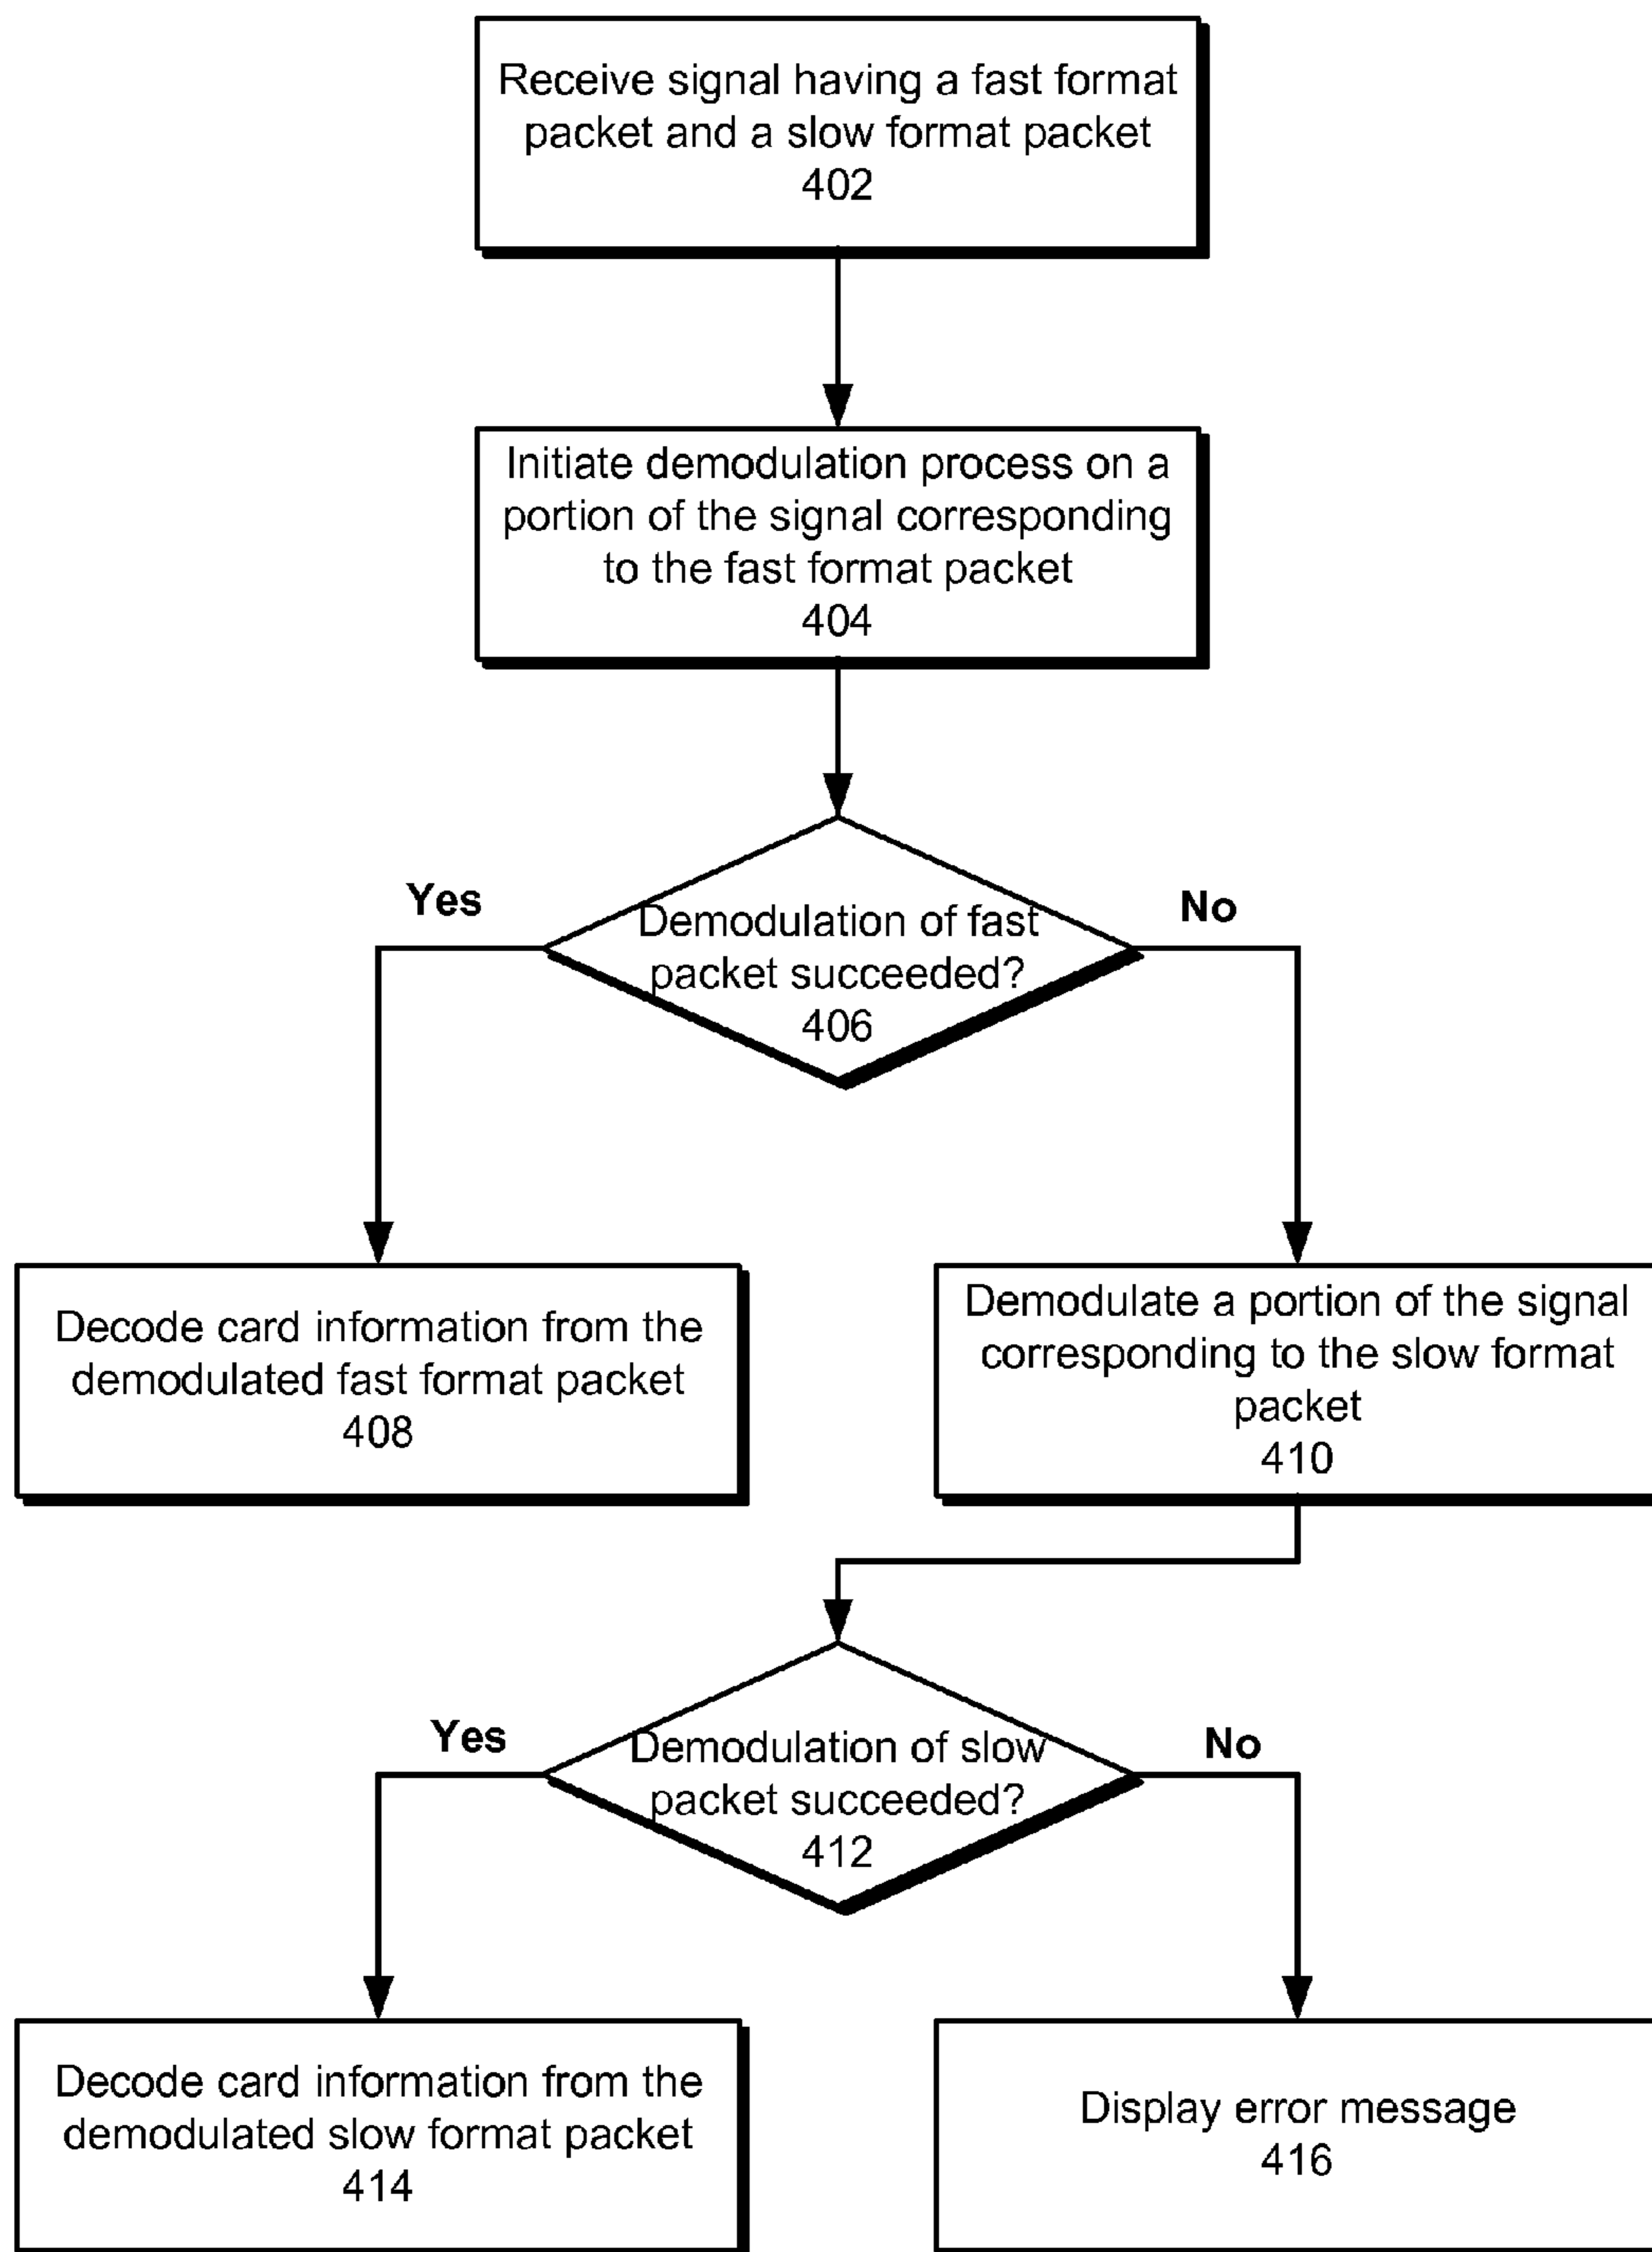 Receive signal having a fast format
packet and a slow format packet
402
Initiate demodulation process on a
portion of the signal corresponding
to the fast format packet
404
Yes
No
Demodulation of fast
packet succeeded?
406
Decode card information from the
demodulated fast format packet
408
Demodulate a portion of the signal
corresponding to the slow format
packet
410
Yes
No
Demodulation of slow
packet succeeded?
412
Decode card information from the
demodulated slow format packet
414
Display error message
416